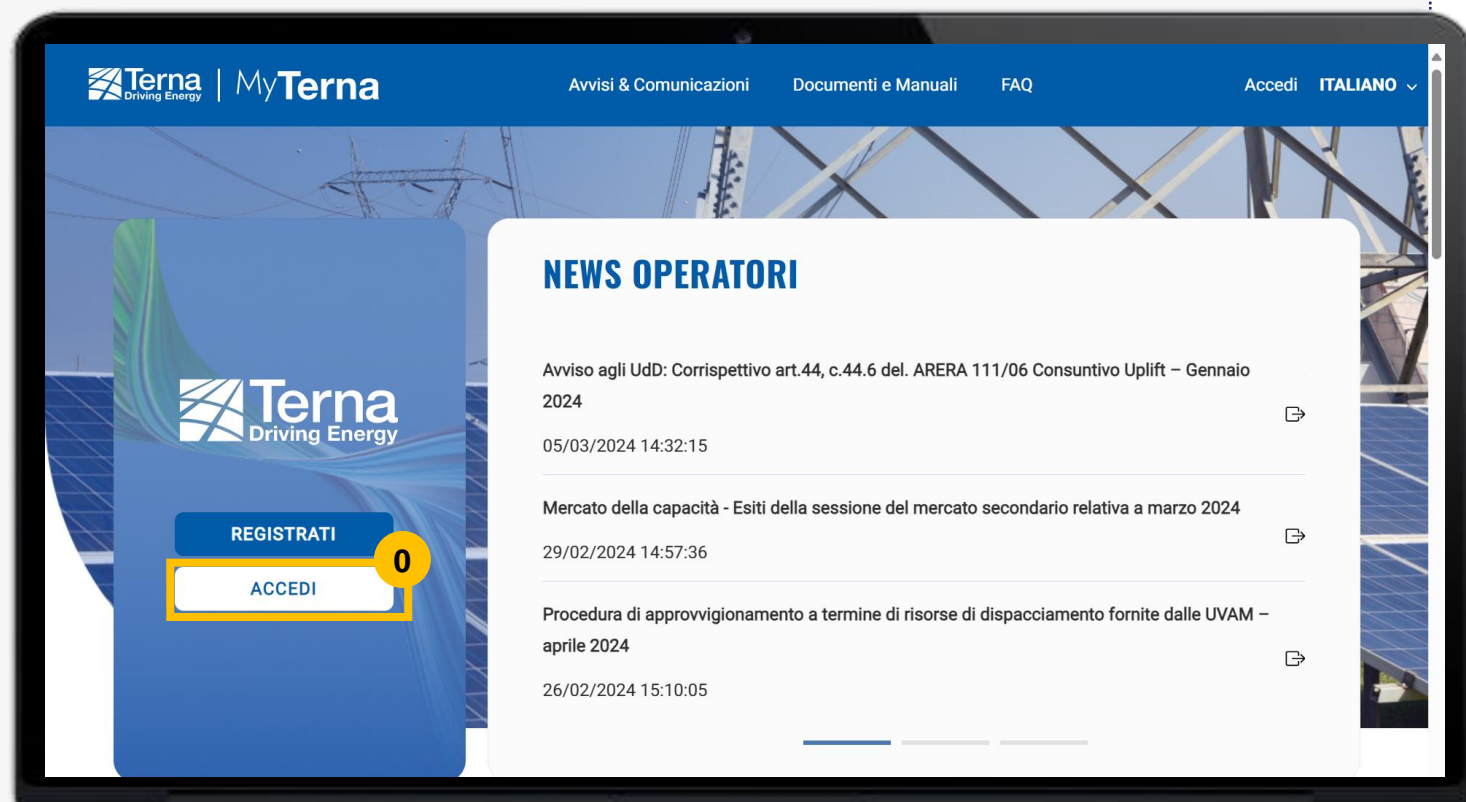 Terna
Driving Energy
MyTerna
Avvisi & Comunicazioni
Documenti e Manuali
FAQ
Accedi
ITALIANO
Terna
Driving Energy
REGISTRATI
0
ACCEDI
NEWS OPERATORI
Avviso agli UdD: Corrispettivo art.44, c.44.6 del. ARERA 111/06 Consuntivo Uplift – Gennaio
2024
05/03/2024 14:32:15
Mercato della capacità - Esiti della sessione del mercato secondario relativa a marzo 2024
29/02/2024 14:57:36
Procedura di approvvigionamento a termine di risorse di dispacciamento fornite dalle UVAM –
aprile 2024
26/02/2024 15:10:05